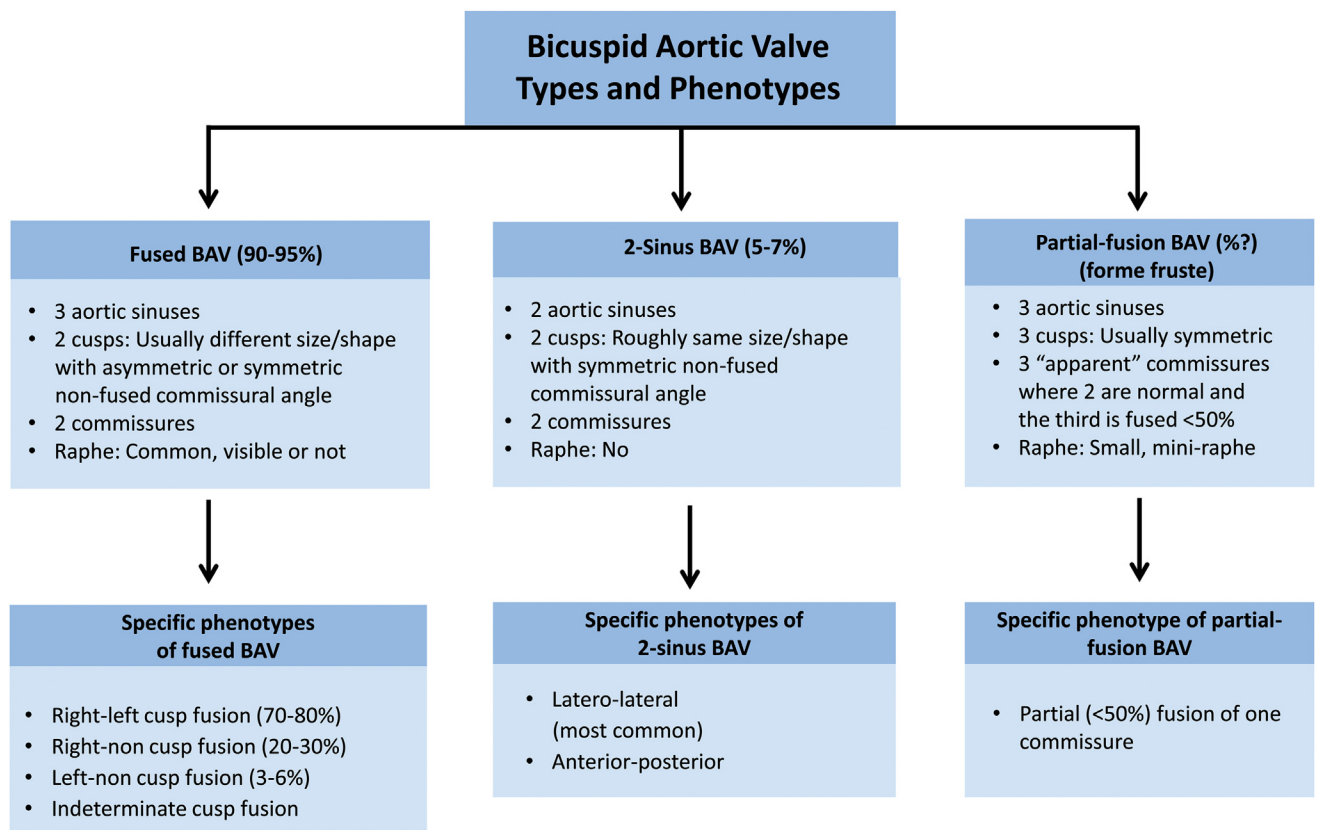 Bicuspid Aortic Valve
Types and Phenotypes
Fused BAV (90-95%)
• 3 aortic sinuses
• 2 cusps: Usually different size/shape
with asymmetric or symmetric
non-fused commissural angle
• 2 commissures
• Raphe: Common, visible or not
2-Sinus BAV (5-7%)
• 2 aortic sinuses
• 2 cusps: Roughly same size/shape
with symmetric non-fused
commissural angle
• 2 commissures
• Raphe: No
Partial-fusion BAV (%?)
(forme fruste)
• 3 aortic sinuses
• 3 cusps: Usually symmetric
• 3 “apparent” commissures
where 2 are normal and
the third is fused <50%
• Raphe: Small, mini-raphe
Specific phenotypes
of fused BAV
• Right-left cusp fusion (70-80%)
• Right-non cusp fusion (20-30%)
• Left-non cusp fusion (3-6%)
• Indeterminate cusp fusion
Specific phenotypes of
2-sinus BAV
• Latero-lateral
(most common)
• Anterior-posterior
Specific phenotype of partial-
fusion BAV
• Partial (<50%) fusion of one
commissure